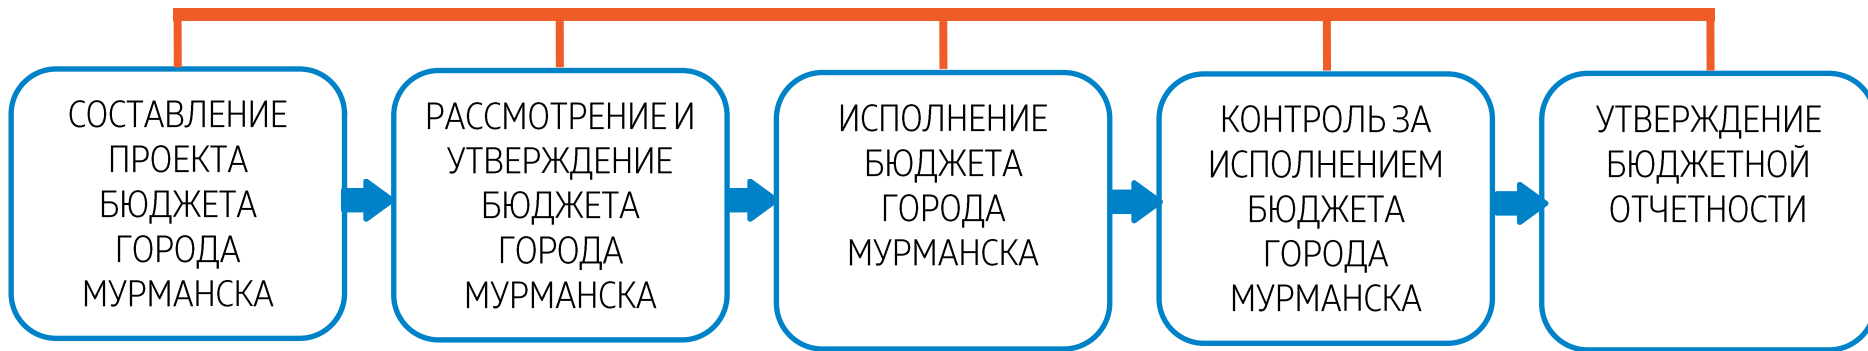 СОСТАВЛЕНИЕ
ПРОЕКТА
БЮДЖЕТА
ГОРОДА
МУРМАНСКА
РАССМОТРЕНИЕ И
УТВЕРЖДЕНИЕ
БЮДЖЕТА
ГОРОДА
МУРМАНСКА
ИСПОЛНЕНИЕ
БЮДЖЕТА
ГОРОДА
МУРМАНСКА
КОНТРОЛЬ ЗА
ИСПОЛНЕНИЕМ
БЮДЖЕТА
ГОРОДА
МУРМАНСКА
УТВЕРЖДЕНИЕ
БЮДЖЕТНОЙ
ОТЧЕТНОСТИ